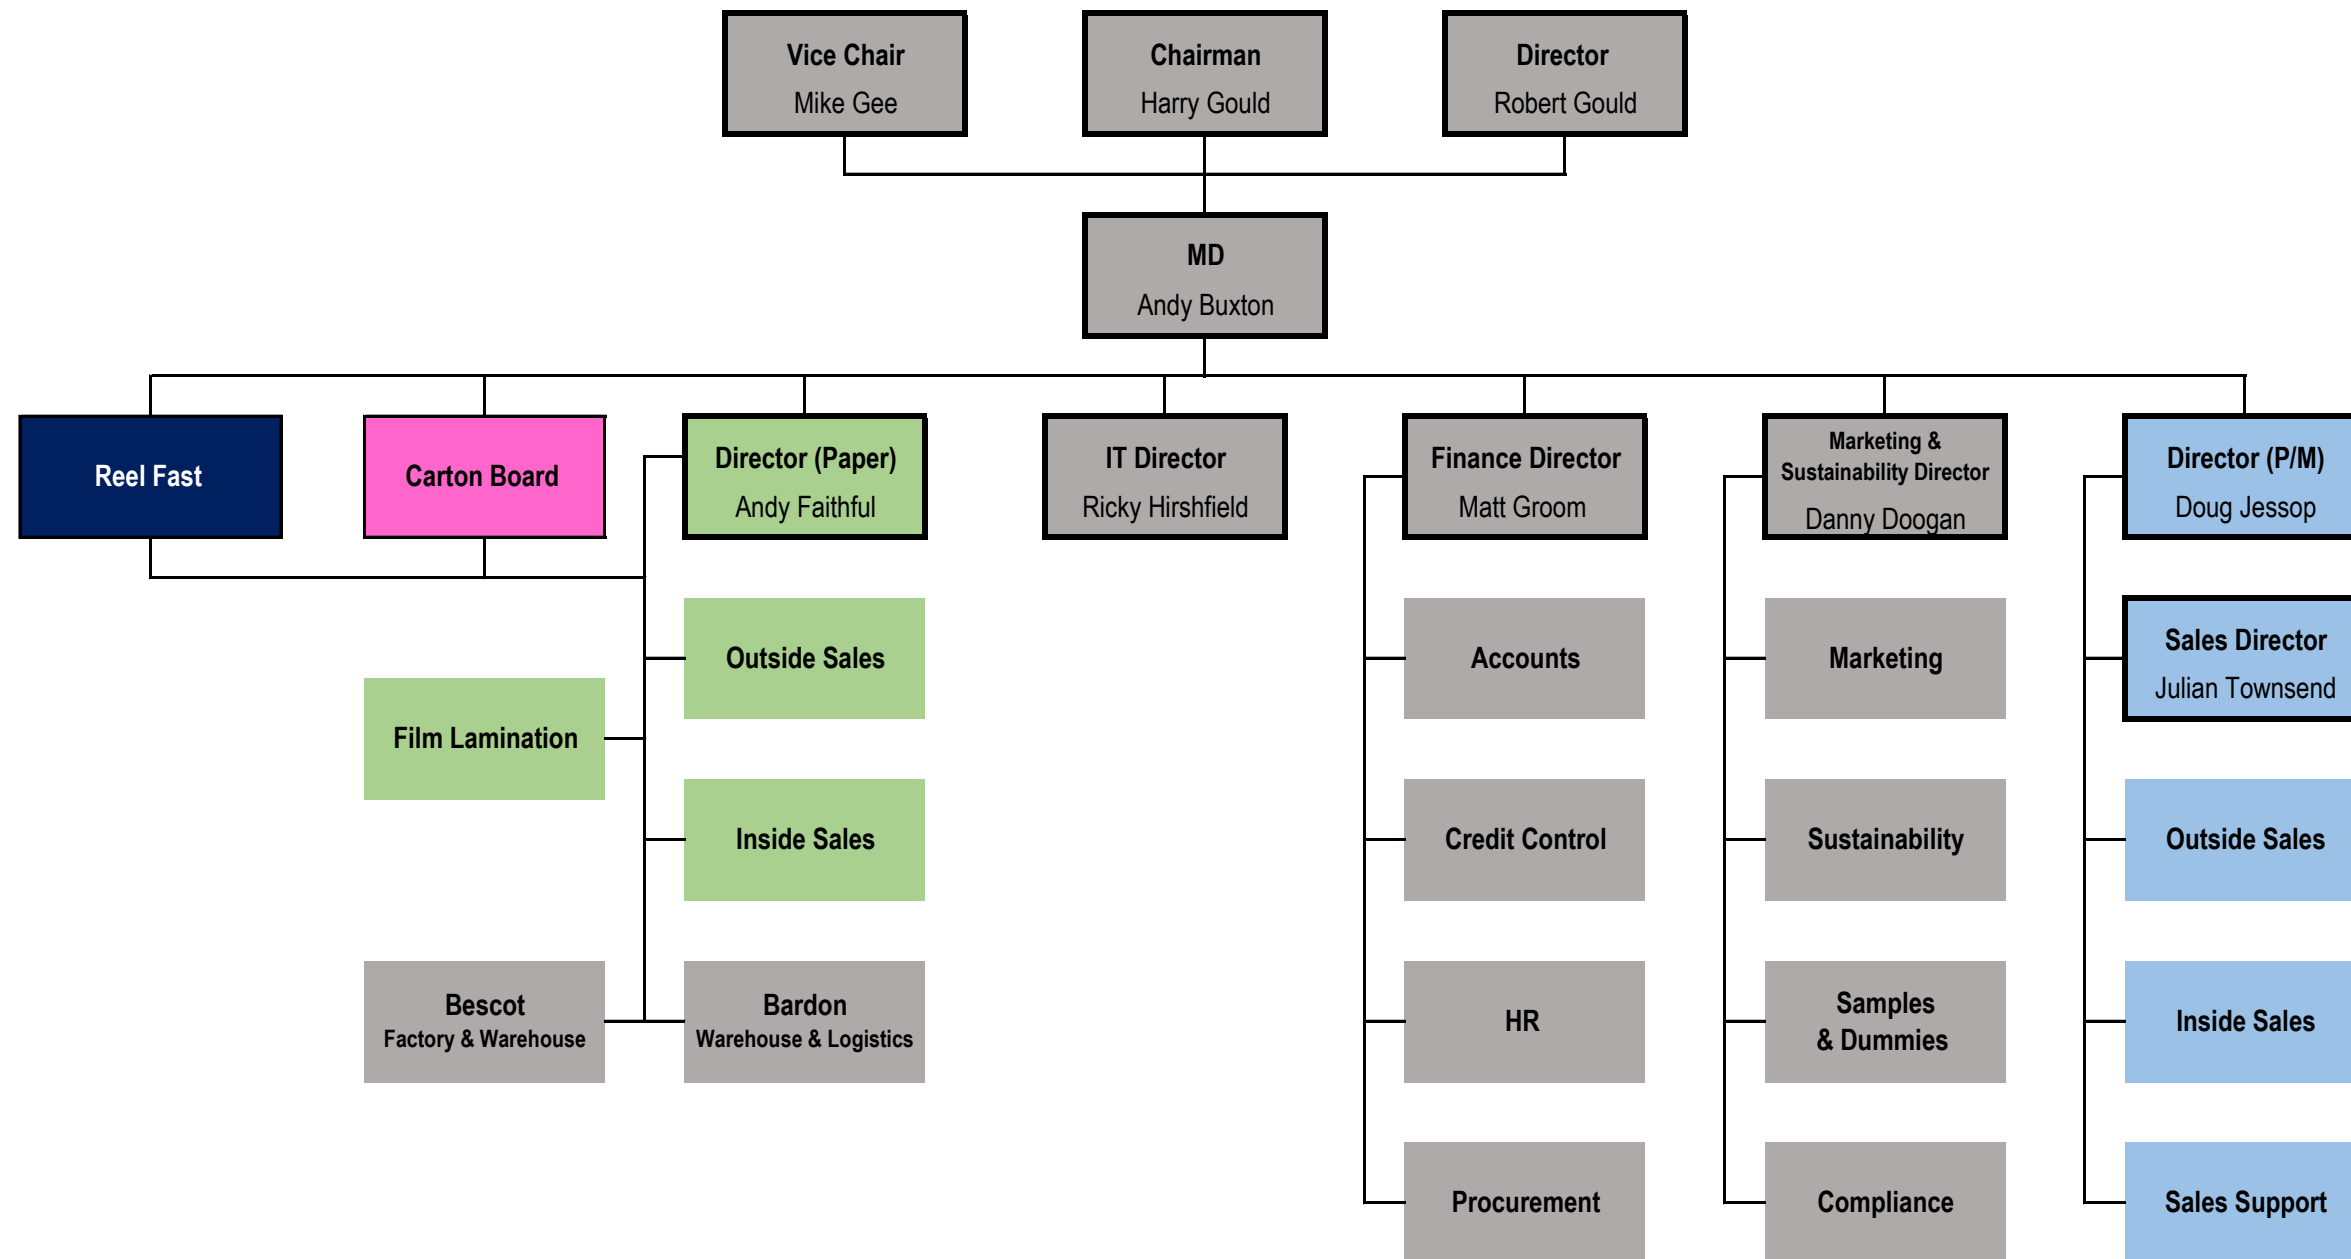 Vice Chair
Mike Gee
Chairman
Harry Gould
Director
Robert Gould
MD
Andy Buxton
Reel Fast
Carton Board
Director (Paper)
Andy Faithful
IT Director
Ricky Hirshfield
Finance Director
Matt Groom
Marketing &
Sustainability Director
Danny Doogan
Director (P/M)
Doug Jessop
Outside Sales
Accounts
Marketing
Sales Director
Julian Townsend
Film Lamination
Inside Sales
Credit Control
Sustainability
Outside Sales
Bescot
Factory & Warehouse
Bardon
Warehouse & Logistics
HR
Samples
& Dummies
Inside Sales
Procurement
Compliance
Sales Support